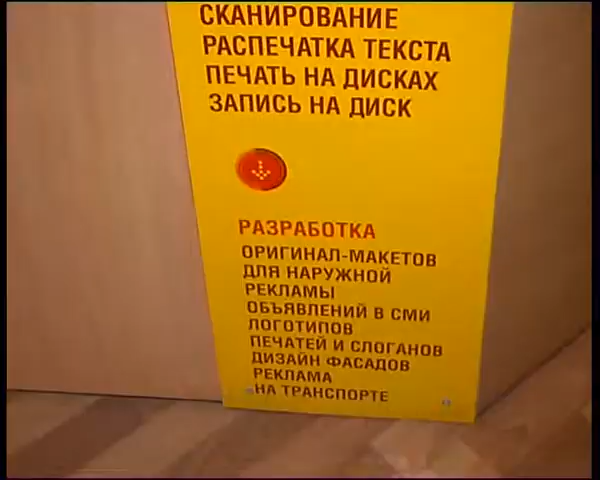 СКАНИРОВАНИЕ
РАСПЕЧАТКА ТЕКСТА
ПЕЧАТЬ НА ДИСКАХ
ЗАПИСЬ НА ДИСК
РАЗРАБОТКА
ОРИГИНАЛ-МАКЕТОВ
ДЛЯ НАРУЖНОЙ
РЕКЛАМЫ
ОБЪЯВЛЕНИЙ В СМИ
ЛОГОТИПОВ
ПЕЧАТЕЙ И СЛОГАНОВ
ДИЗАЙН ФАСАДОВ
РЕКЛАМА
НА ТРАНСПОРТЕ